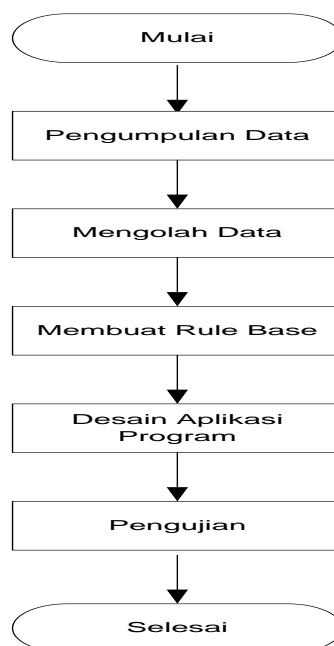 Mulai
Pengumpulan Data
Mengolah Data
Membuat Rule Base
Desain Aplikasi
Program
Pengujian
Selesai